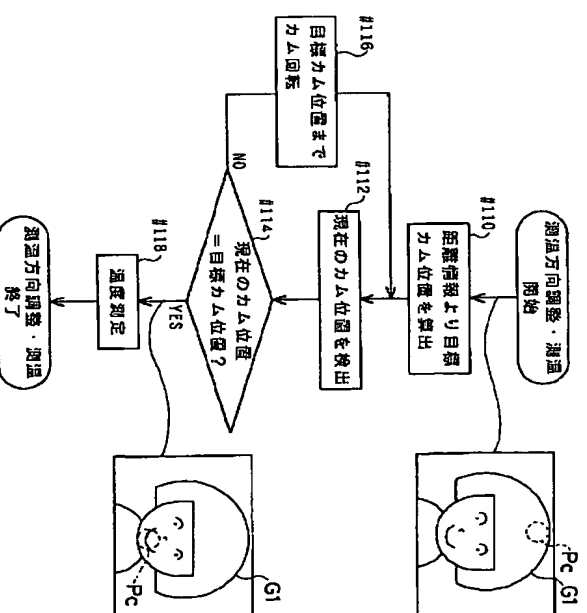 測温方向調整・測温
開始
#110
距離情報より目標
カム位置を算出
#112
現在のカム位置を検出
#114
現在のカム位置
=目標カム位置?
NO
#116
目標カム位置まで
カム回転
YES
#118
温度測定
測温方向調整・測温
終了
Pc
G1
G1
Pc